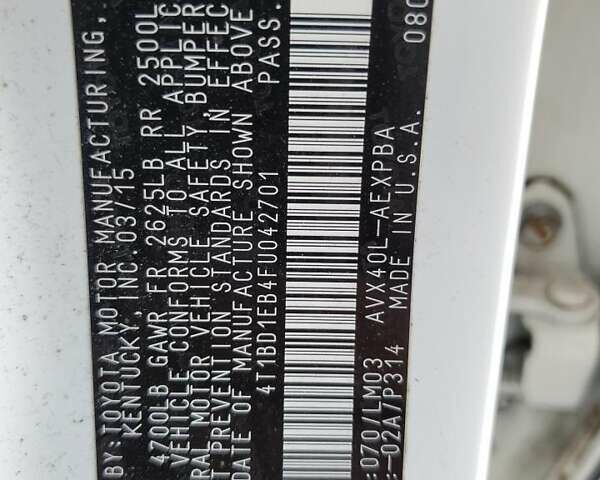 BY: TOYOTA MOTOR MANUFACTURING,
KENTUCKY, INC. 03/15
4700LB GAWR FR 2625LB RR 2500L
VEHICLE CONFORMS TO ALL APPLIC
RAL MOTOR VEHICLE SAFETY, BUMPER
T-PREVENTION STANDARDS IN EFFEC
DATE OF MANUFACTURE SHOWN ABOVE
4T1BD1EB4FU042701 PASS.
:070/LM03 AVX40L-AEXPBA 080
:-02A7P314 MADE IN U.S.A.